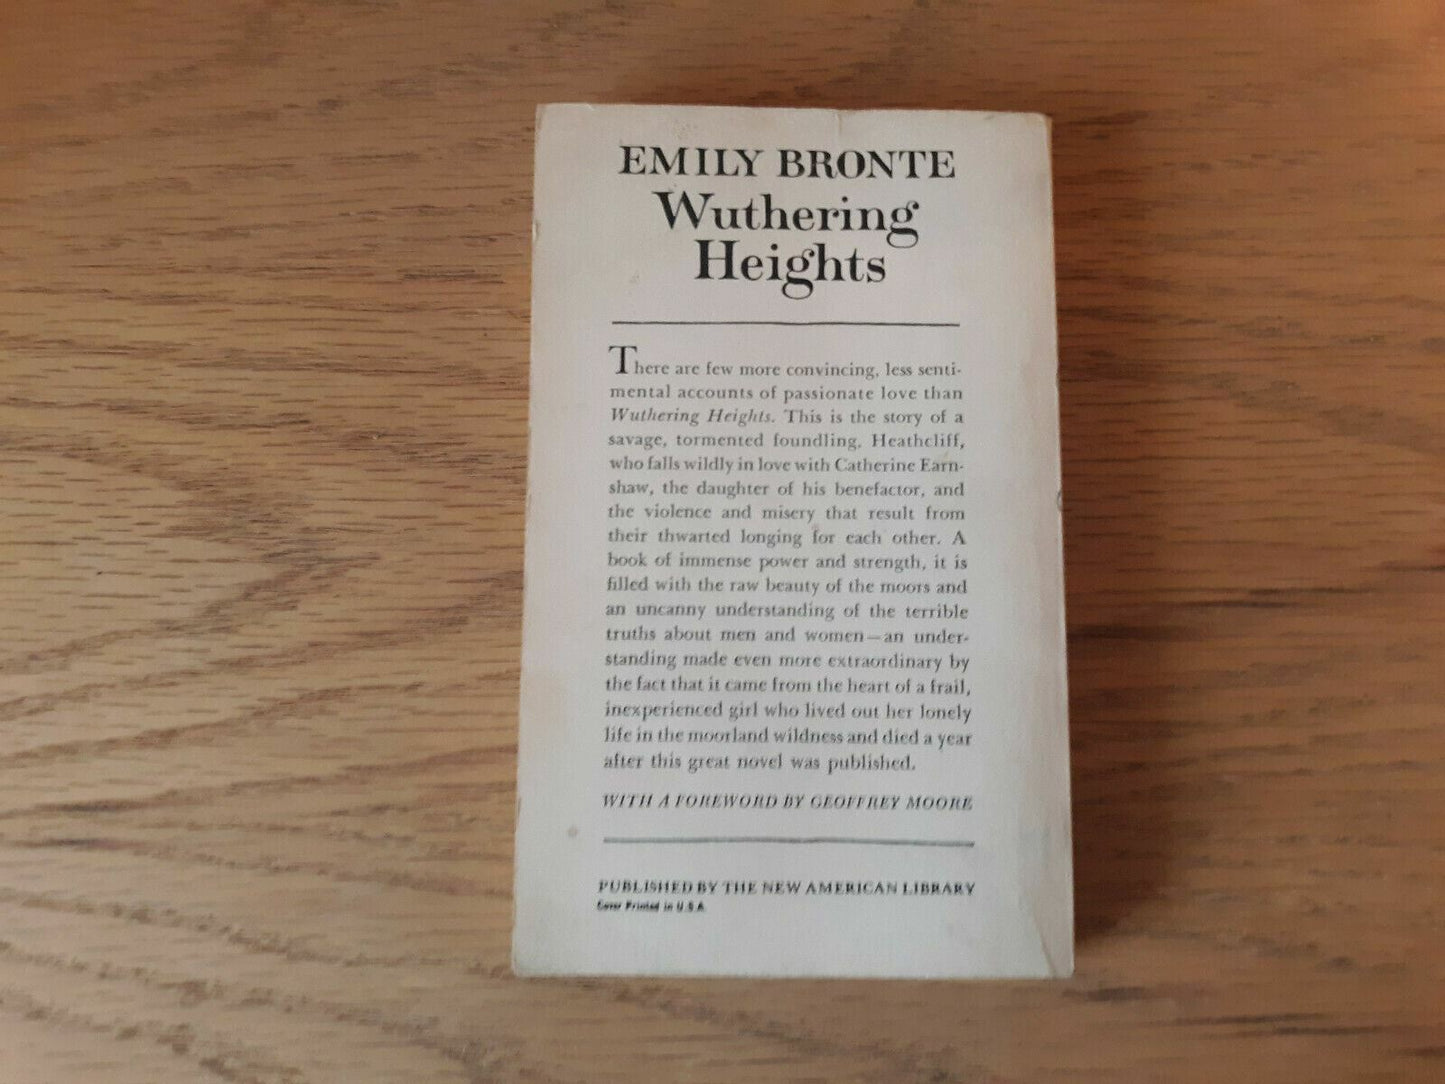 EMILY BRONTE
Wuthering
Heights
There are few more convincing, less senti-
mental accounts of passionate love than
Wuthering Heights. This is the story of a
savage, tormented foundling, Heathcliff,
who falls wildly in love with Catherine Earn-
shaw, the daughter of his benefactor, and
the violence and misery that result from
their thwarted longing for each other. A
book of immense power and strength, it is
filled with the raw beauty of the moors and
an uncanny understanding of the terrible
truths about men and women—an under-
standing made even more extraordinary by
the fact that it came from the heart of a frail,
inexperienced girl who lived out her lonely
life in the moorland wildness and died a year
after this great novel was published.
WITH A FOREWORD BY GEOFFREY MOORE
PUBLISHED BY THE NEW AMERICAN LIBRARY
Cover Printed in U.S.A.